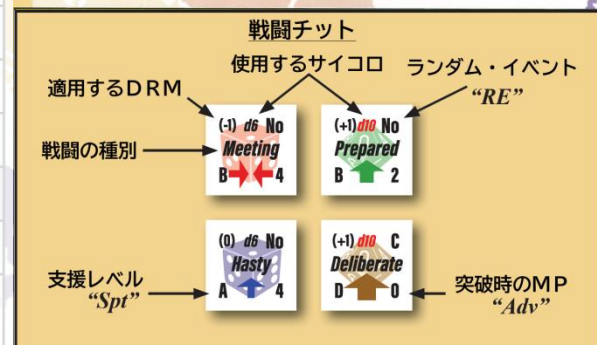 戦闘チット
使用するサイコロ
適用するDRM
ランダム・イベント
“RE”
戦闘の種別
(-1) d6 No
Meeting
B 4
(+1) d10 No
Prepared
B 2
(0) d6 No
Hasty
A 4
(+1) d10 C
Deliberate
D 0
支援レベル
“Spt”
突破時のMP
“Adv”